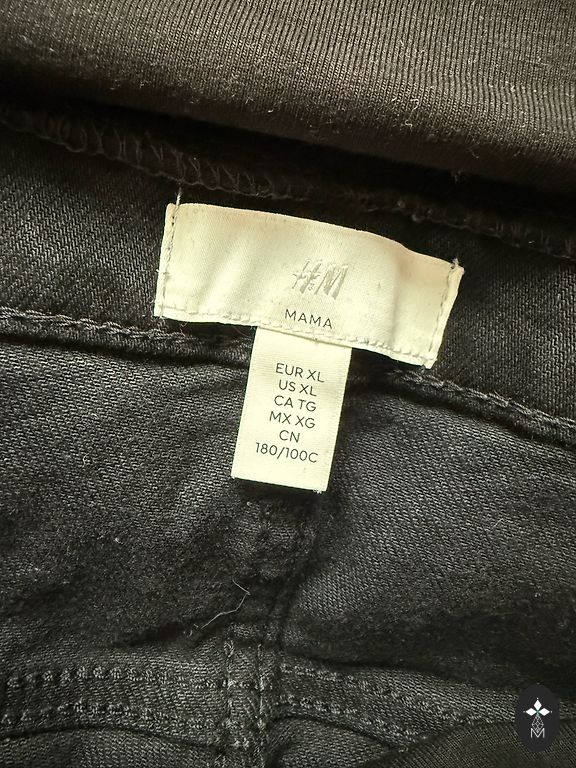 H&M
MAMA
EUR XL
US XL
CA TG
MX XG
CN
180/100C
M